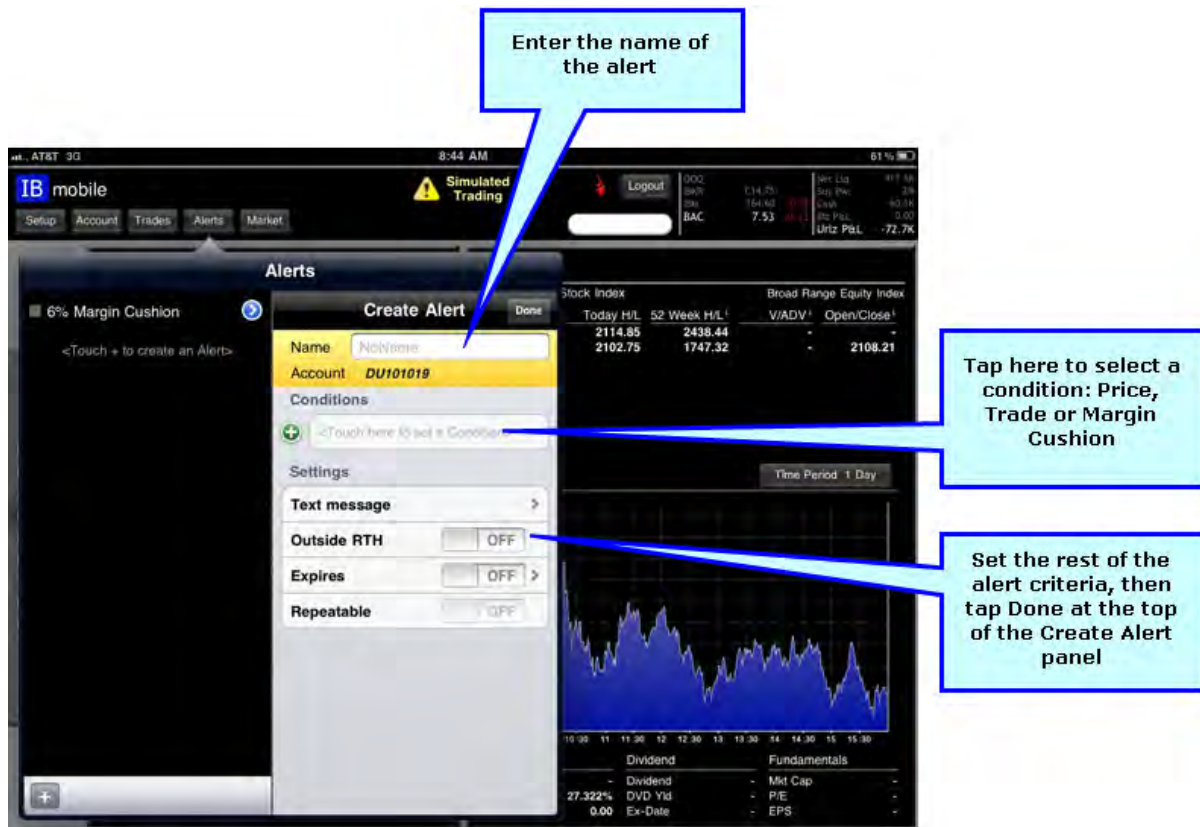 Enter the name of
the alert
AT&T 3G
8:44 AM
61%
IB mobile
Simulated
Trading
Logout
Setup Account Trades Alerts Market
BAC 7.53
Urlz P&L -72.7K
Alerts
6% Margin Cushion
<Touch + to create an Alert>
Create Alert
Done
Name NoName
Account DU101019
Conditions
<Touch here to set a Condition>
Settings
Text message
Outside RTH OFF
Expires OFF
Repeatable OFF
Stock Index Broad Range Equity Index
Today H/L 52 Week H/L V/ADV Open/Close
2114.85 2438.44 - -
2102.75 1747.32 - 2108.21
Time Period 1 Day
10:30 11 11:30 12 12:30 13 13:30 14 14:30 15 15:30
Dividend Fundamentals
- Dividend - Mkt Cap -
27.322% DVD Yld - P/E -
0.00 Ex-Date - EPS -
Tap here to select a
condition: Price,
Trade or Margin
Cushion
Set the rest of the
alert criteria, then
tap Done at the top
of the Create Alert
panel